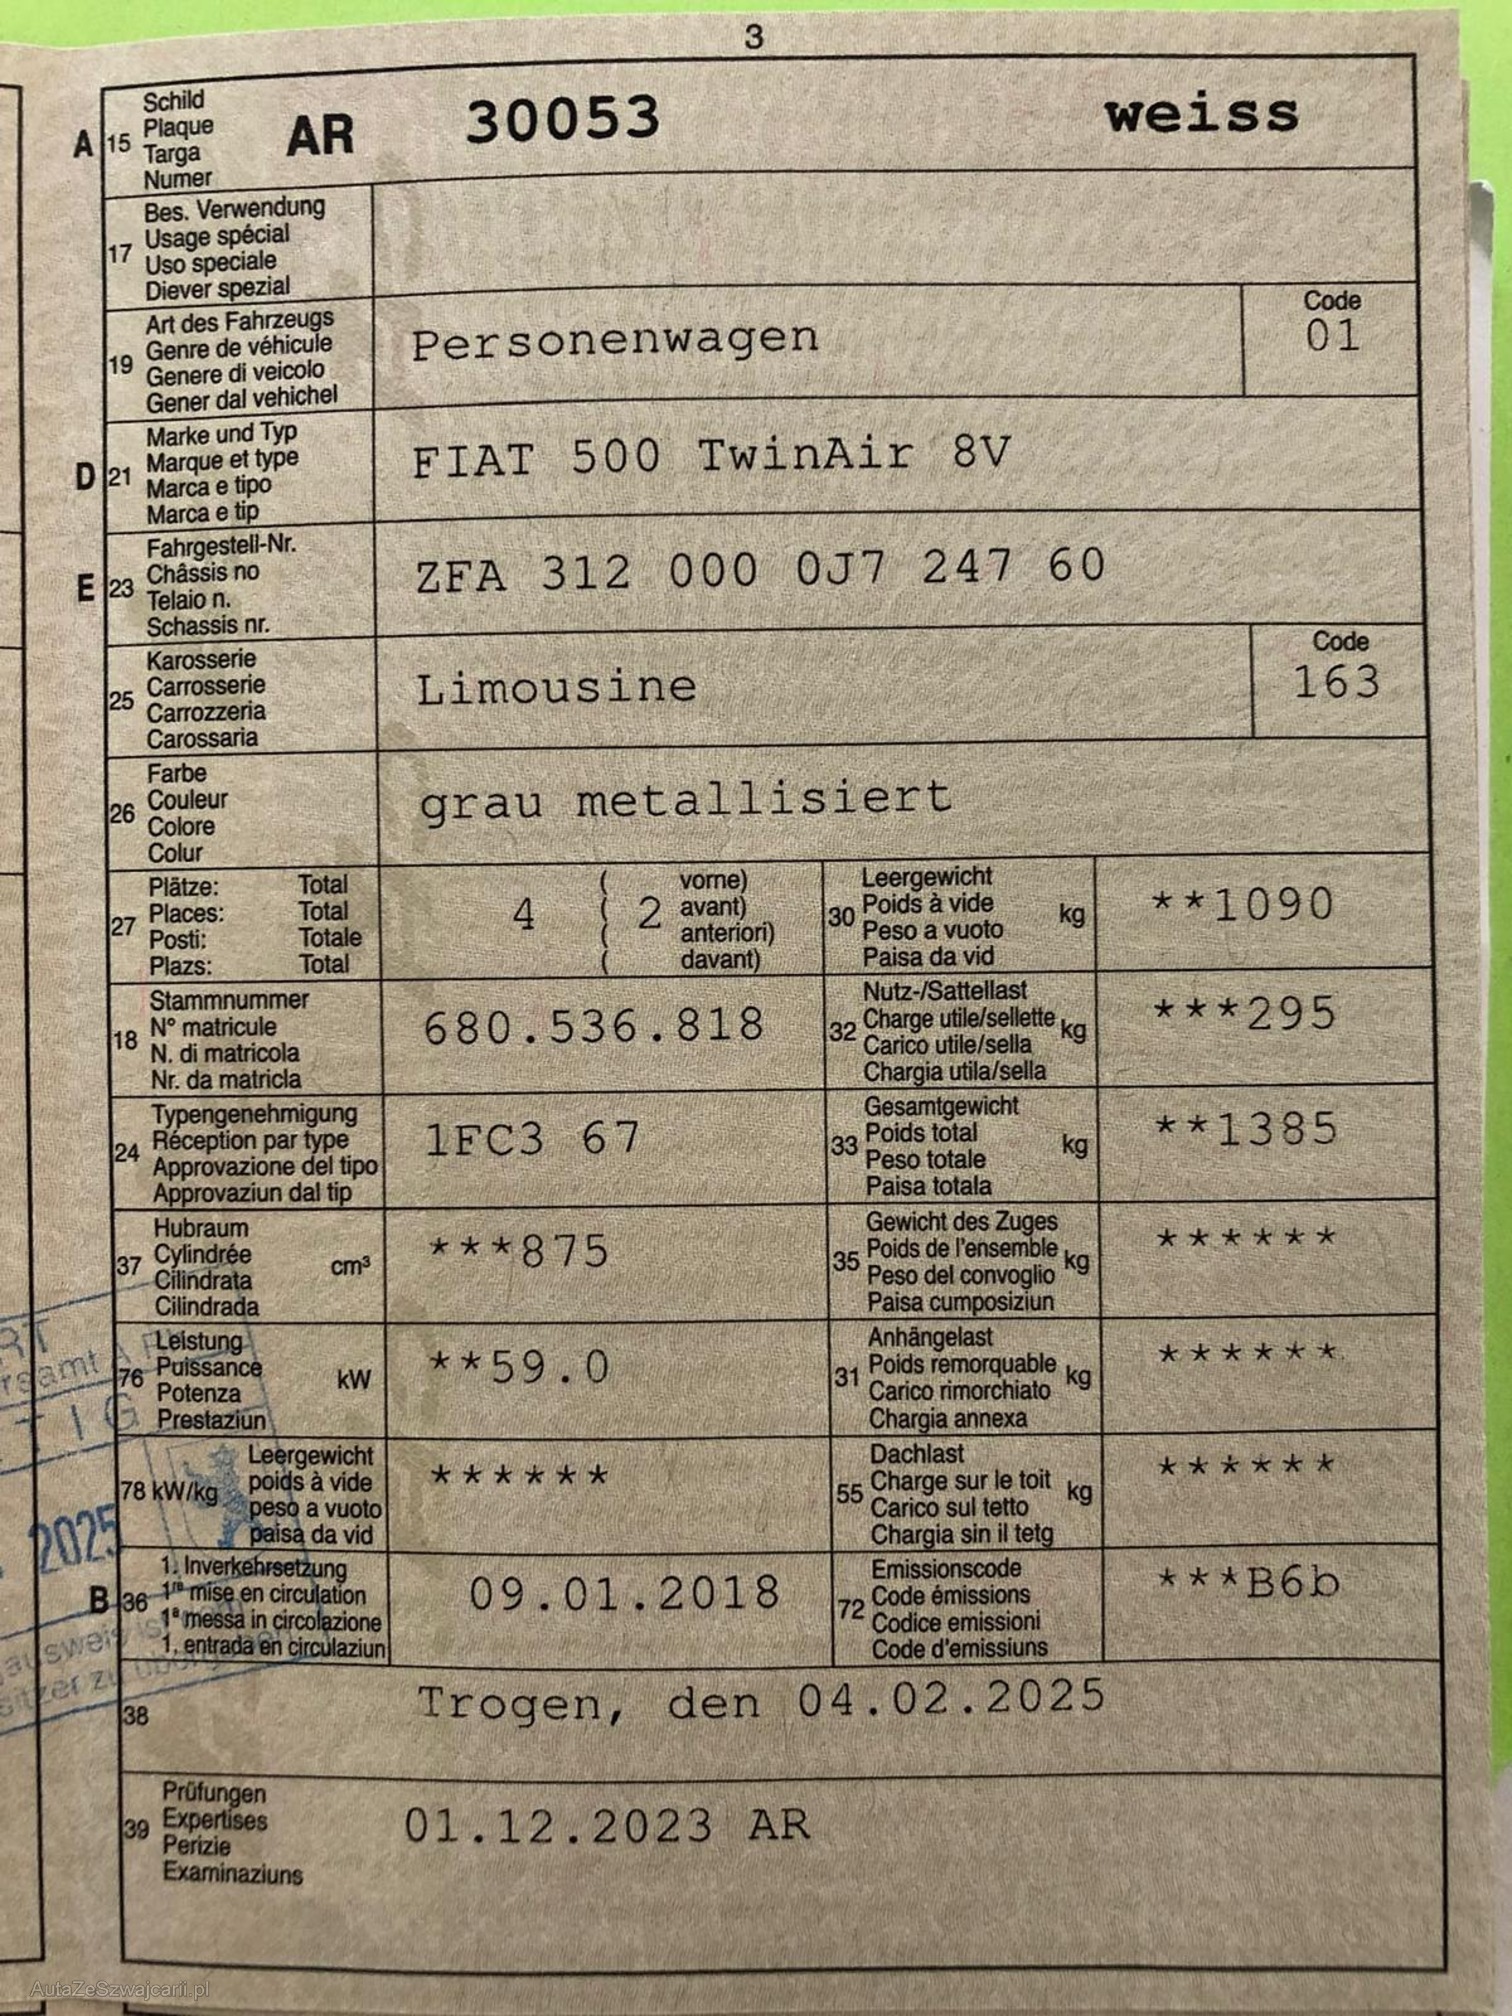 3
A 15 Schild
Plaque
Targa
Numer
AR 30053 weiss
17 Bes. Verwendung
Usage spécial
Uso speciale
Diever spezial
19 Art des Fahrzeugs
Genre de véhicule
Genere di veicolo
Gener dal vehichel
Personenwagen
Code
01
D 21 Marke und Typ
Marque et type
Marca e tipo
Marca e tip
FIAT 500 TwinAir 8V
E 23 Fahrgestell-Nr.
Châssis no
Telaio n.
Schassis nr.
ZFA 312 000 0J7 247 60
25 Karosserie
Carrosserie
Carrozzeria
Carossaria
Limousine
Code
163
26 Farbe
Couleur
Colore
Colur
grau metallisiert
27 Plätze: Total
Places: Total
Posti: Totale
Plazs: Total
4 ( 2 vorne)
( avant)
( anteriori)
( davant)
30 Leergewicht
Poids à vide
Peso a vuoto
Paisa da vid
kg
**1090
18 Stammnummer
N° matricule
N. di matricola
Nr. da matricla
680.536.818
32 Nutz-/Sattellast
Charge utile/sellette
Carico utile/sella
Chargia utila/sella
kg
***295
24 Typengenehmigung
Réception par type
Approvazione del tipo
Approvaziun dal tip
1FC3 67
33 Gesamtgewicht
Poids total
Peso totale
Paisa totala
kg
**1385
37 Hubraum
Cylindrée
Cilindrata
Cilindrada
cm³
***875
35 Gewicht des Zuges
Poids de l'ensemble
Peso del convoglio
Paisa cumposiziun
kg
******
76 Leistung
Puissance
Potenza
Prestaziun
kW
**59.0
31 Anhängelast
Poids remorquable
Carico rimorchiato
Chargia annexa
kg
******
78 kW/kg Leergewicht
poids à vide
peso a vuoto
paisa da vid
******
55 Dachlast
Charge sur le toit
Carico sul tetto
Chargia sin il tetg
kg
******
2025
B 36 1. Inverkehrsetzung
1re mise en circulation
1a messa in circolazione
1. entrada en circulaziun
09.01.2018
72 Emissionscode
Code émissions
Codice emissioni
Code d'emissiuns
***B6b
38 Trogen, den 04.02.2025
39 Prüfungen
Expertises
Perizie
Examinaziuns
01.12.2023 AR
AutaZeSzwajcarii.pl